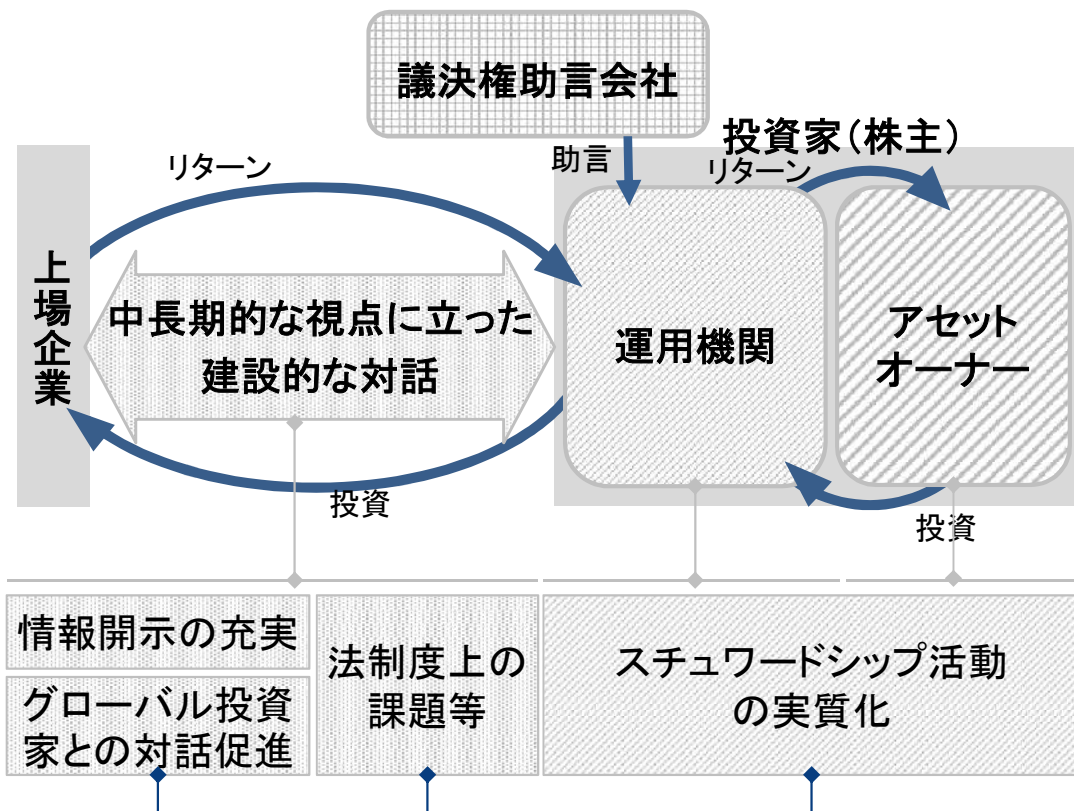 議決権助言会社
助言
投資家（株主）
リターン
リターン
上場企業
中長期的な視点に立った
建設的な対話
運用機関
アセット
オーナー
投資
投資
情報開示の充実
グローバル投資
家との対話促進
法制度上の
課題等
スチュワードシップ活動
の実質化